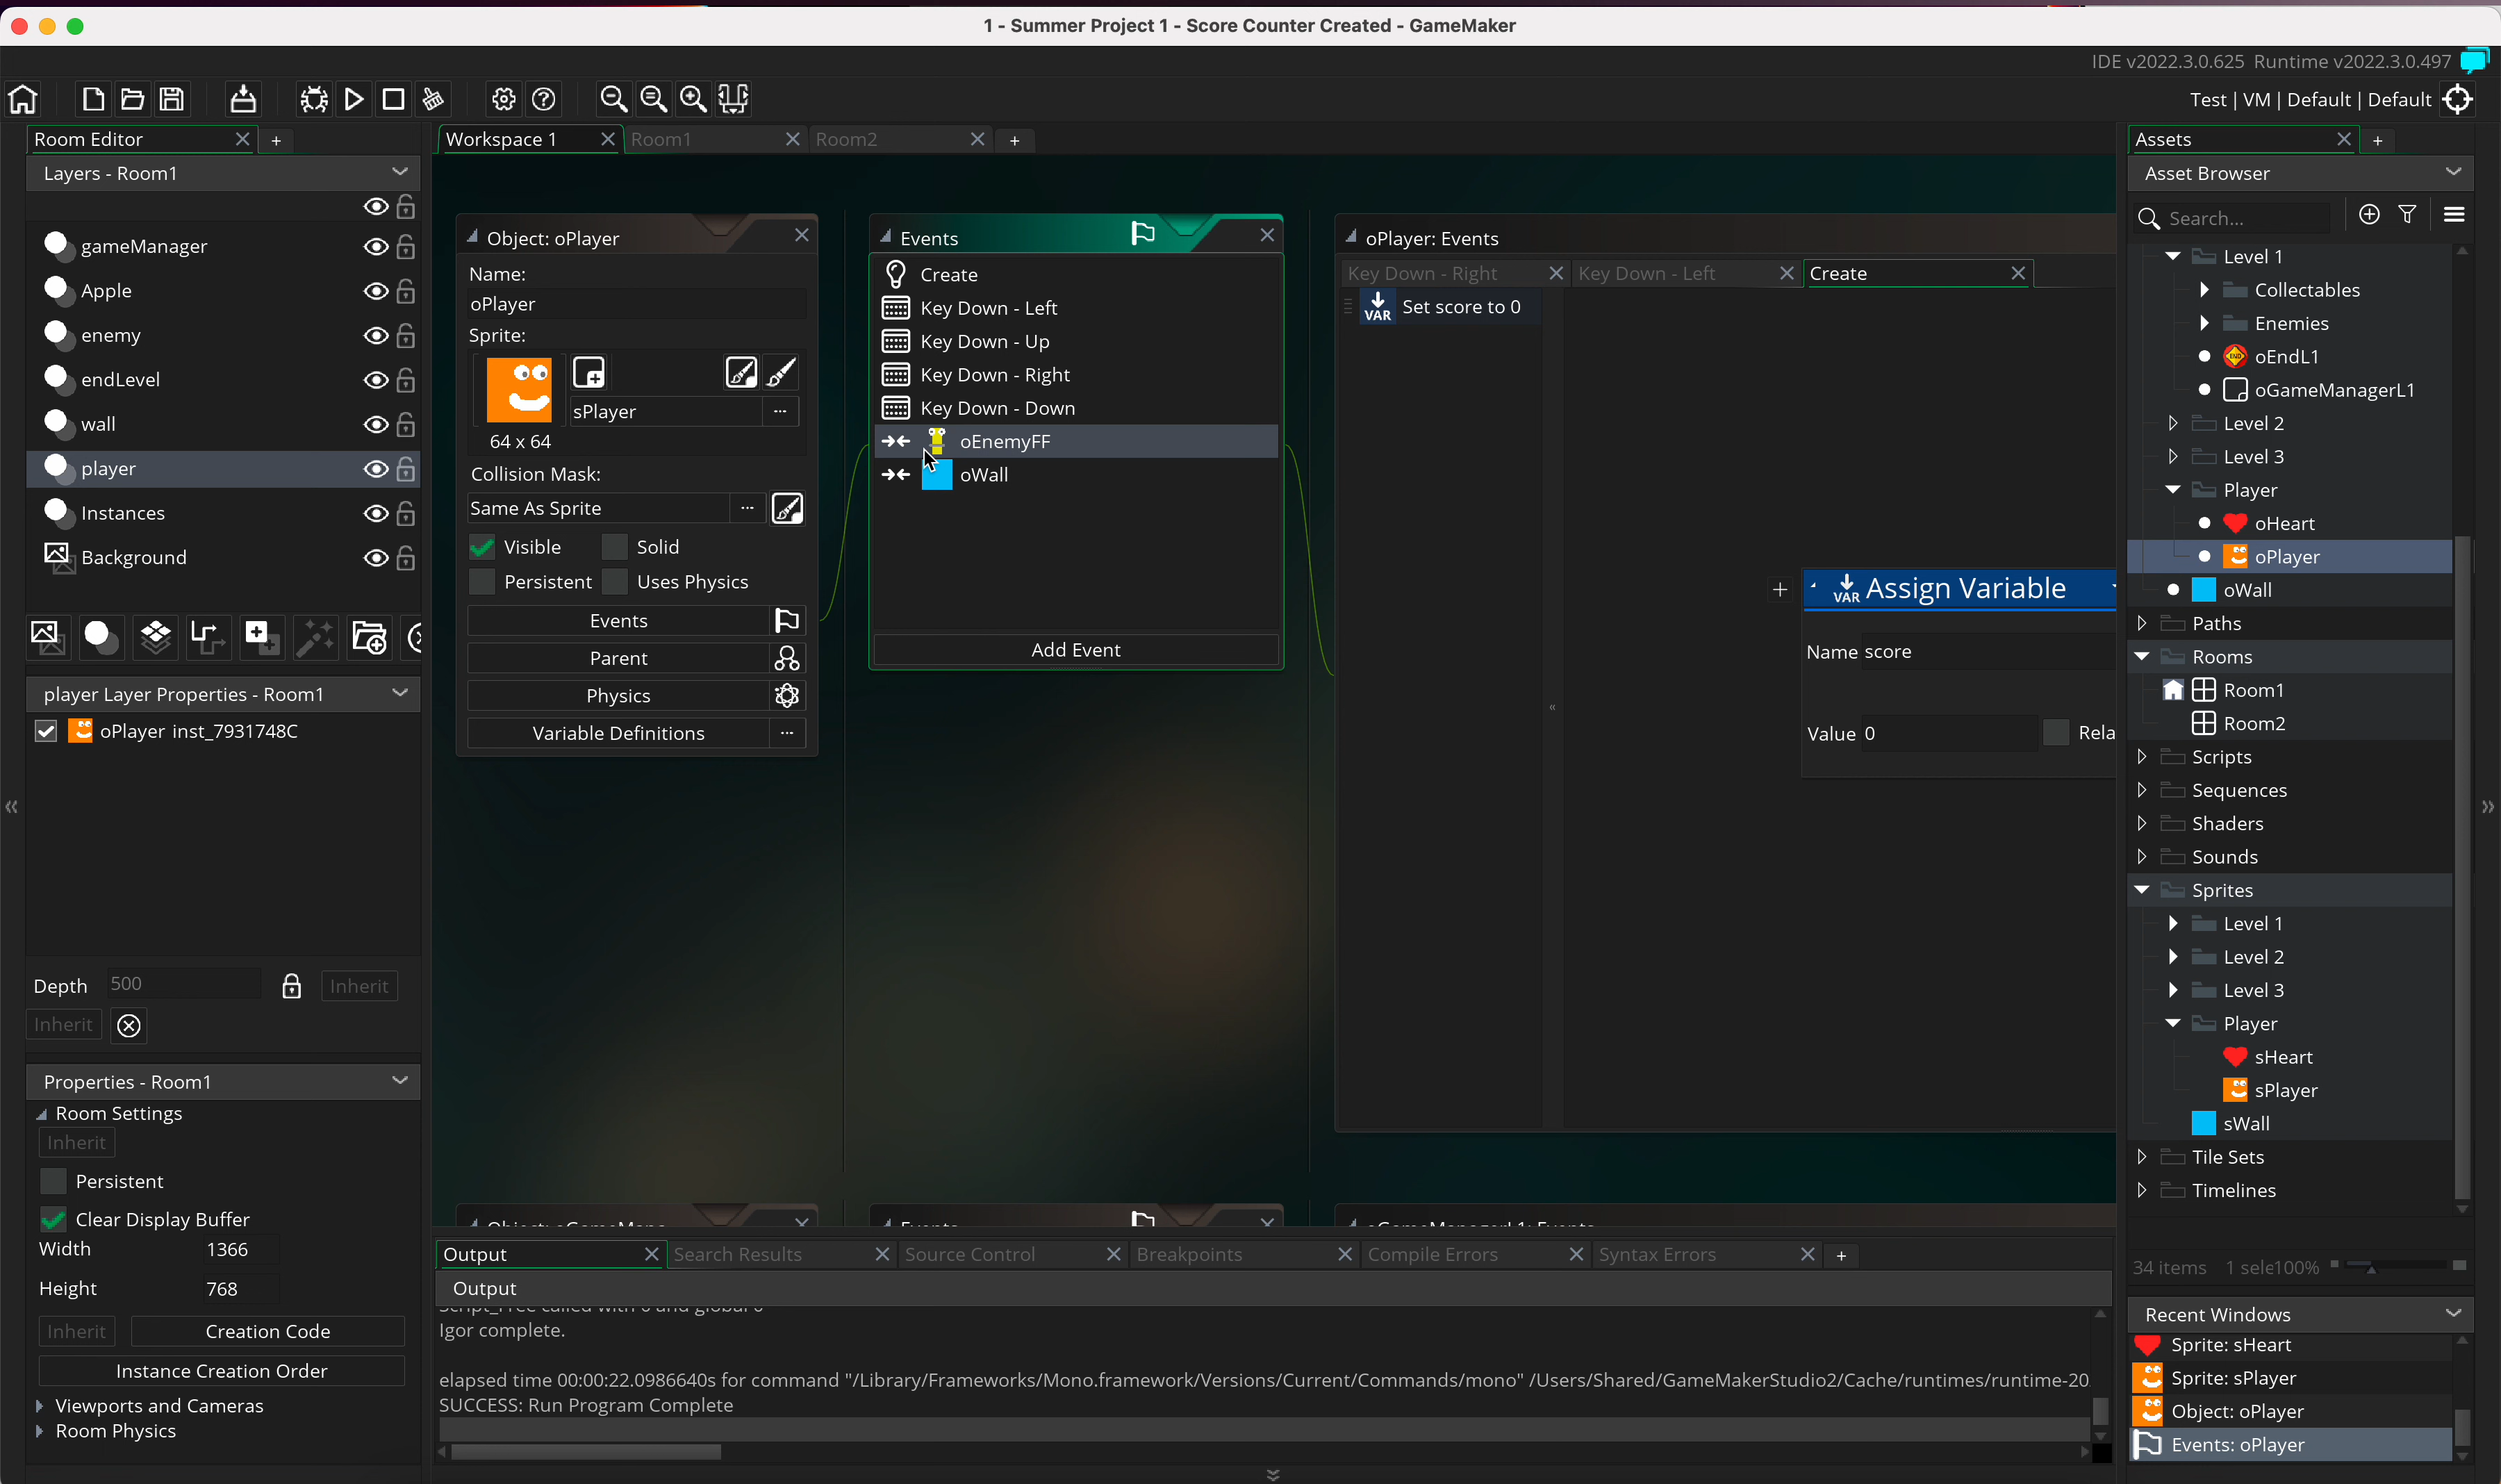 1 - Summer Project 1 - Score Counter Created - GameMaker
IDE v2022.3.0.625 Runtime v2022.3.0.497
Test | VM | Default | Default
Room Editor
Layers - Room1
gameManager
Apple
enemy
endLevel
wall
player
Instances
Background
player Layer Properties - Room1
oPlayer inst_7931748C
Depth 500 Inherit
Inherit
Properties - Room1
Room Settings
Inherit
Persistent
Clear Display Buffer
Width 1366
Height 768
Inherit Creation Code
Instance Creation Order
Viewports and Cameras
Room Physics
Workspace 1 Room1 Room2
Object: oPlayer
Name:
oPlayer
Sprite:
sPlayer
64 x 64
Collision Mask:
Same As Sprite
Visible Solid
Persistent Uses Physics
Events
Parent
Physics
Variable Definitions
Events
Create
Key Down - Left
Key Down - Up
Key Down - Right
Key Down - Down
oEnemyFF
oWall
Add Event
oPlayer: Events
Key Down - Right Key Down - Left Create
VAR Set score to 0
VAR Assign Variable
Name score
Value 0 Rela
Events
Output Search Results Source Control Breakpoints Compile Errors Syntax Errors
Output
Igor complete.
elapsed time 00:00:22.0986640s for command "/Library/Frameworks/Mono.framework/Versions/Current/Commands/mono" /Users/Shared/GameMakerStudio2/Cache/runtimes/runtime-20
SUCCESS: Run Program Complete
Assets
Asset Browser
Search...
Level 1
Collectables
Enemies
oEndL1
oGameManagerL1
Level 2
Level 3
Player
oHeart
oPlayer
oWall
Paths
Rooms
Room1
Room2
Scripts
Sequences
Shaders
Sounds
Sprites
Level 1
Level 2
Level 3
Player
sHeart
sPlayer
sWall
Tile Sets
Timelines
34 items 1 sele100%
Recent Windows
Sprite: sHeart
Sprite: sPlayer
Object: oPlayer
Events: oPlayer